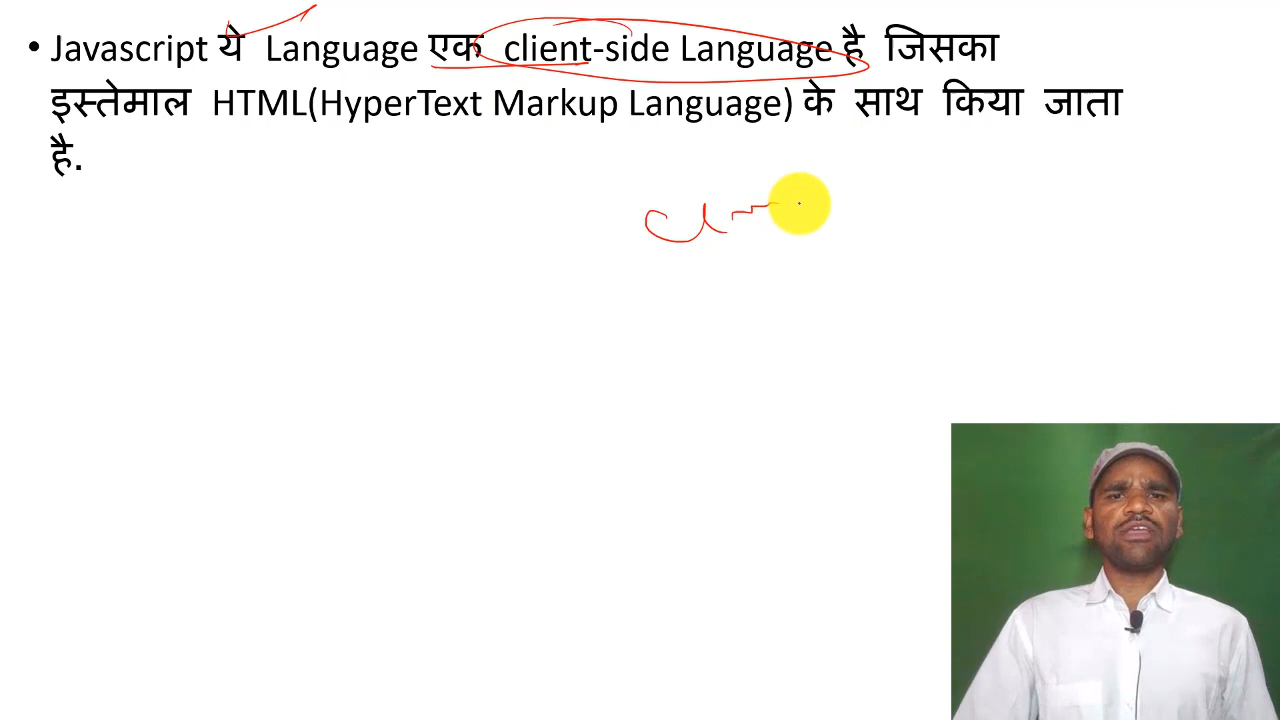 • Javascript ये Language एक client-side Language है जिसका
इस्तेमाल HTML(HyperText Markup Language) के साथ किया जाता
है.